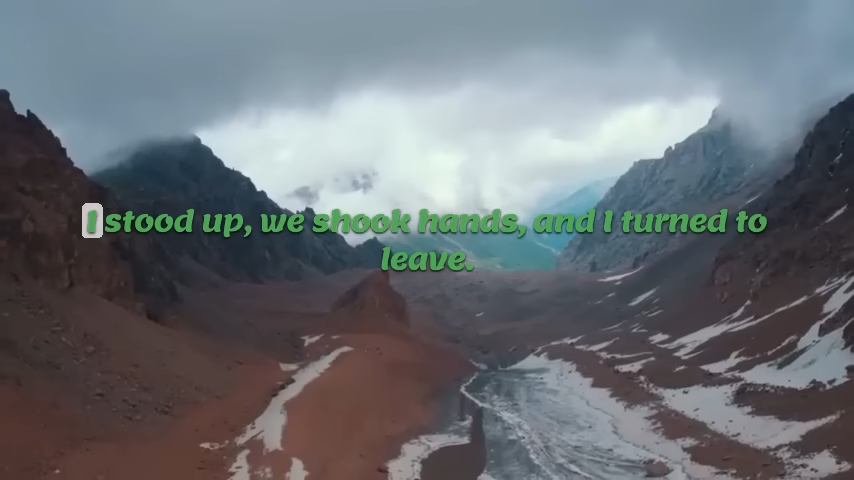 I stood up, we shook hands, and I turned to
leave.